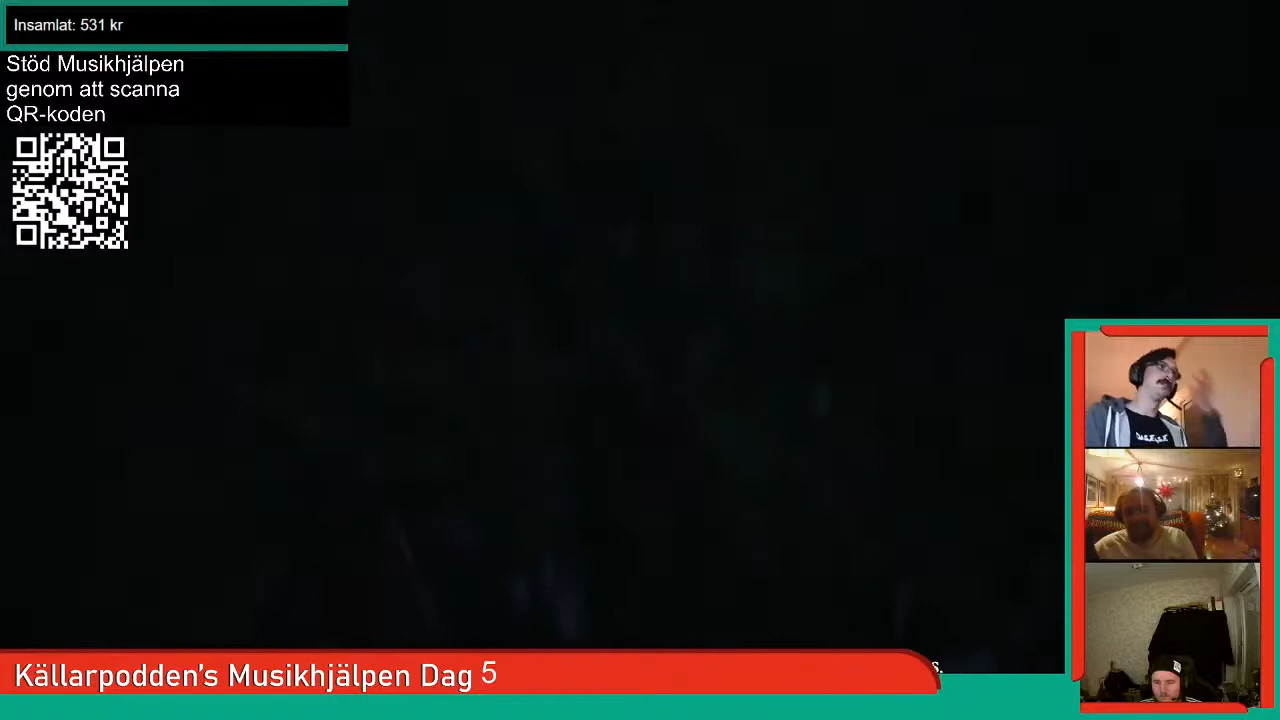 Insamlat: 531 kr
Stöd Musikhjälpen
genom att scanna
QR-koden
Källarpodden's Musikhjälpen Dag 5
s.